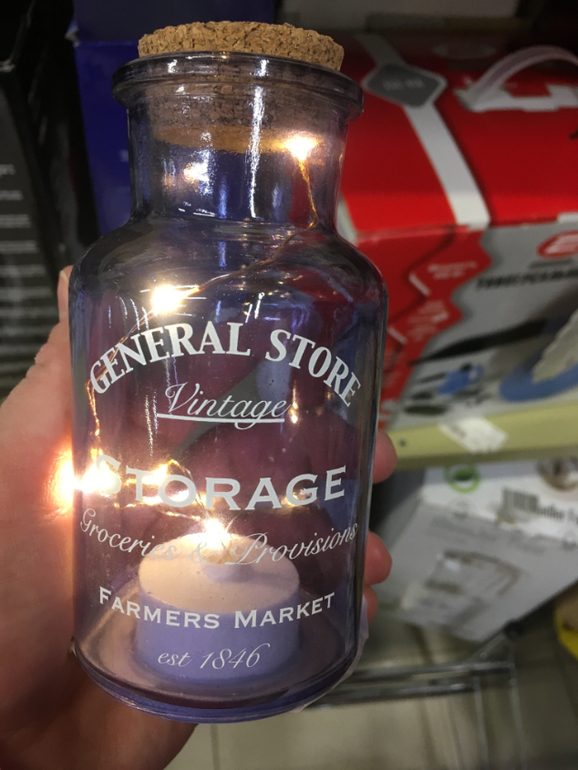 GENERAL STORE
Vintage
STORAGE
Groceries & Provisions
FARMERS MARKET
est 1846